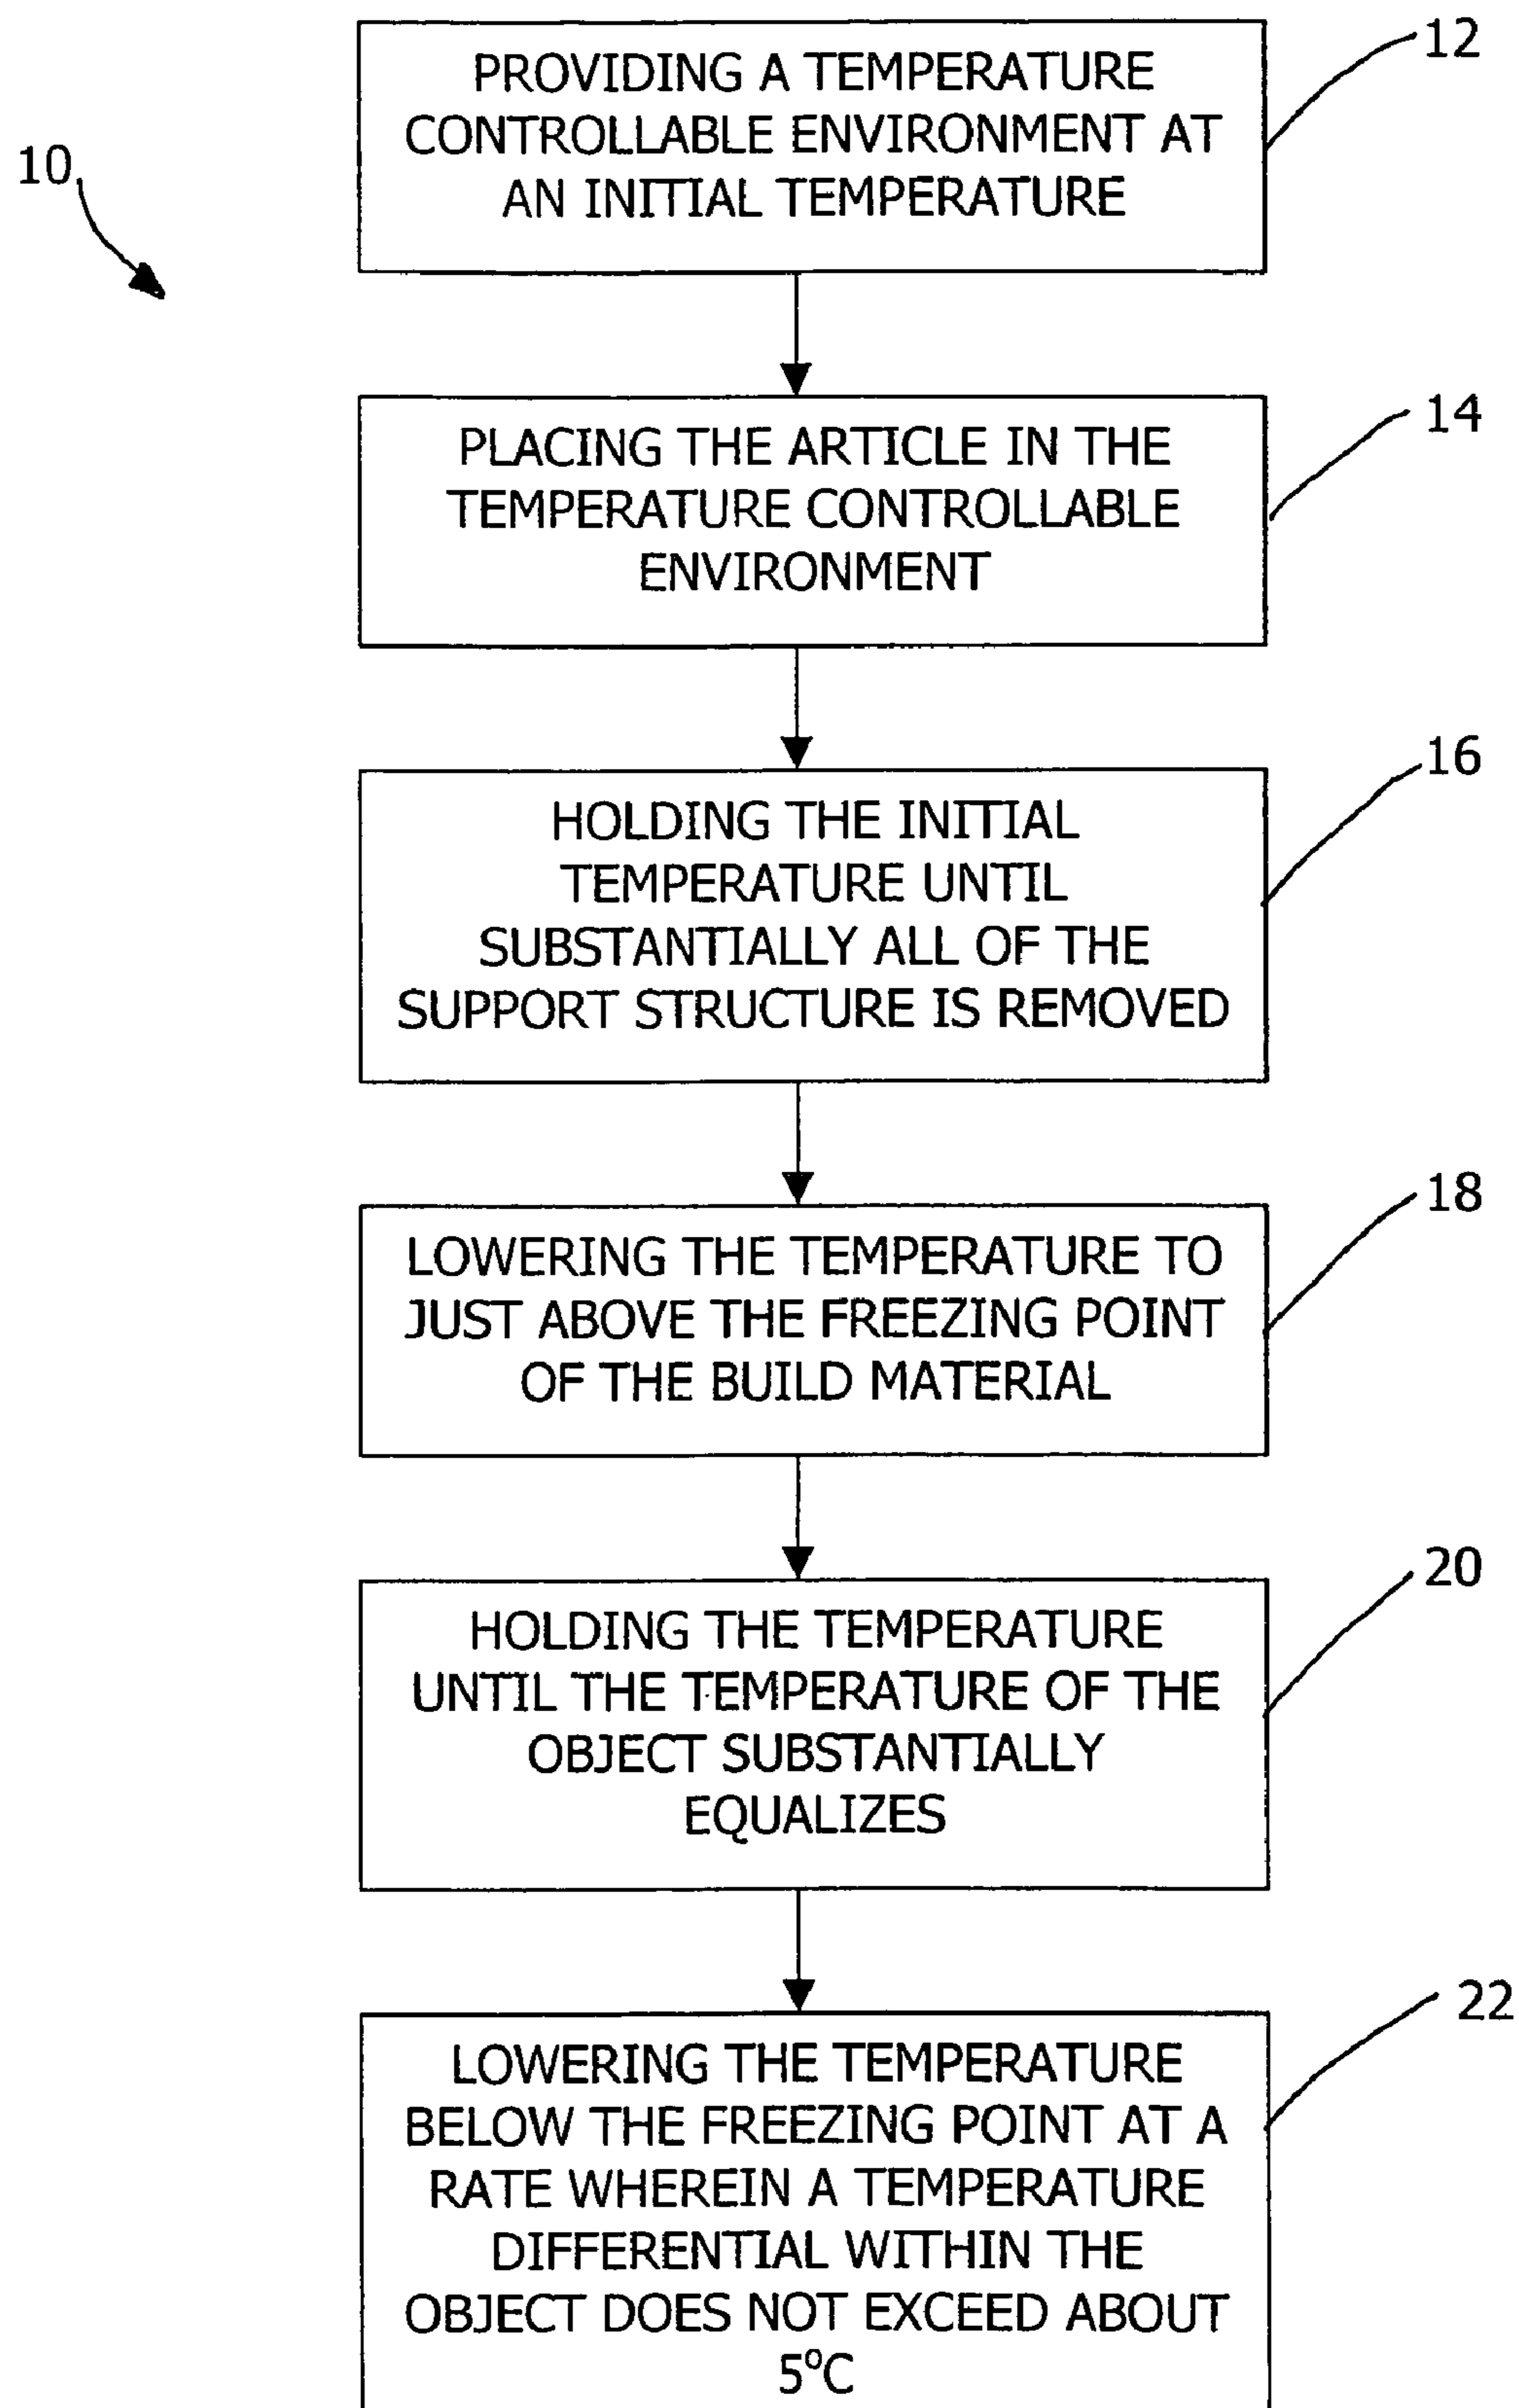 12
PROVIDING A TEMPERATURE
CONTROLLABLE ENVIRONMENT AT
AN INITIAL TEMPERATURE
10
14
PLACING THE ARTICLE IN THE
TEMPERATURE CONTROLLABLE
ENVIRONMENT
16
HOLDING THE INITIAL
TEMPERATURE UNTIL
SUBSTANTIALLY ALL OF THE
SUPPORT STRUCTURE IS REMOVED
18
LOWERING THE TEMPERATURE TO
JUST ABOVE THE FREEZING POINT
OF THE BUILD MATERIAL
20
HOLDING THE TEMPERATURE
UNTIL THE TEMPERATURE OF THE
OBJECT SUBSTANTIALLY
EQUALIZES
22
LOWERING THE TEMPERATURE
BELOW THE FREEZING POINT AT A
RATE WHEREIN A TEMPERATURE
DIFFERENTIAL WITHIN THE
OBJECT DOES NOT EXCEED ABOUT
5°C